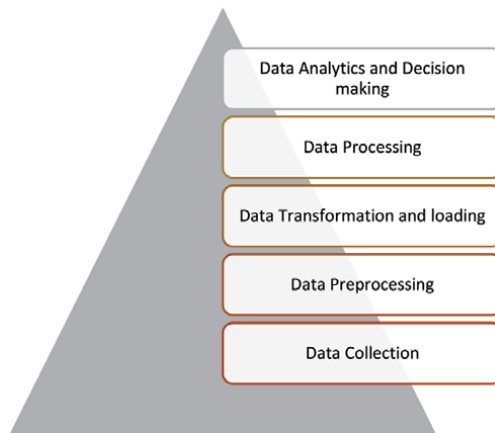 Data Analytics and Decision
making
Data Processing
Data Transformation and loading
Data Preprocessing
Data Collection